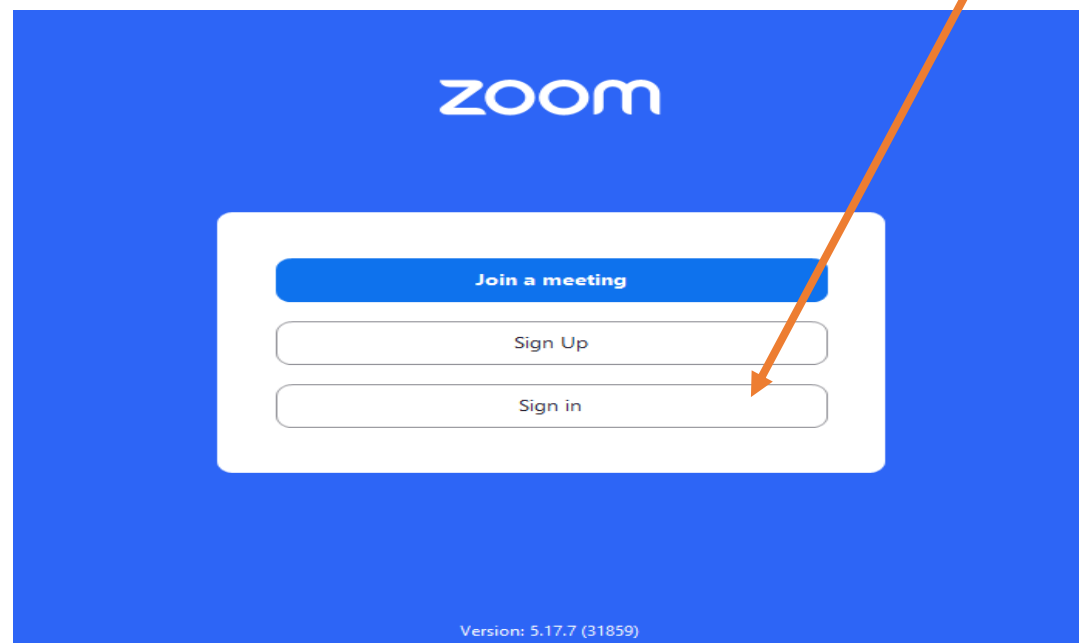 zoom
Join a meeting
Sign Up
Sign in
Version: 5.17.7 (31859)